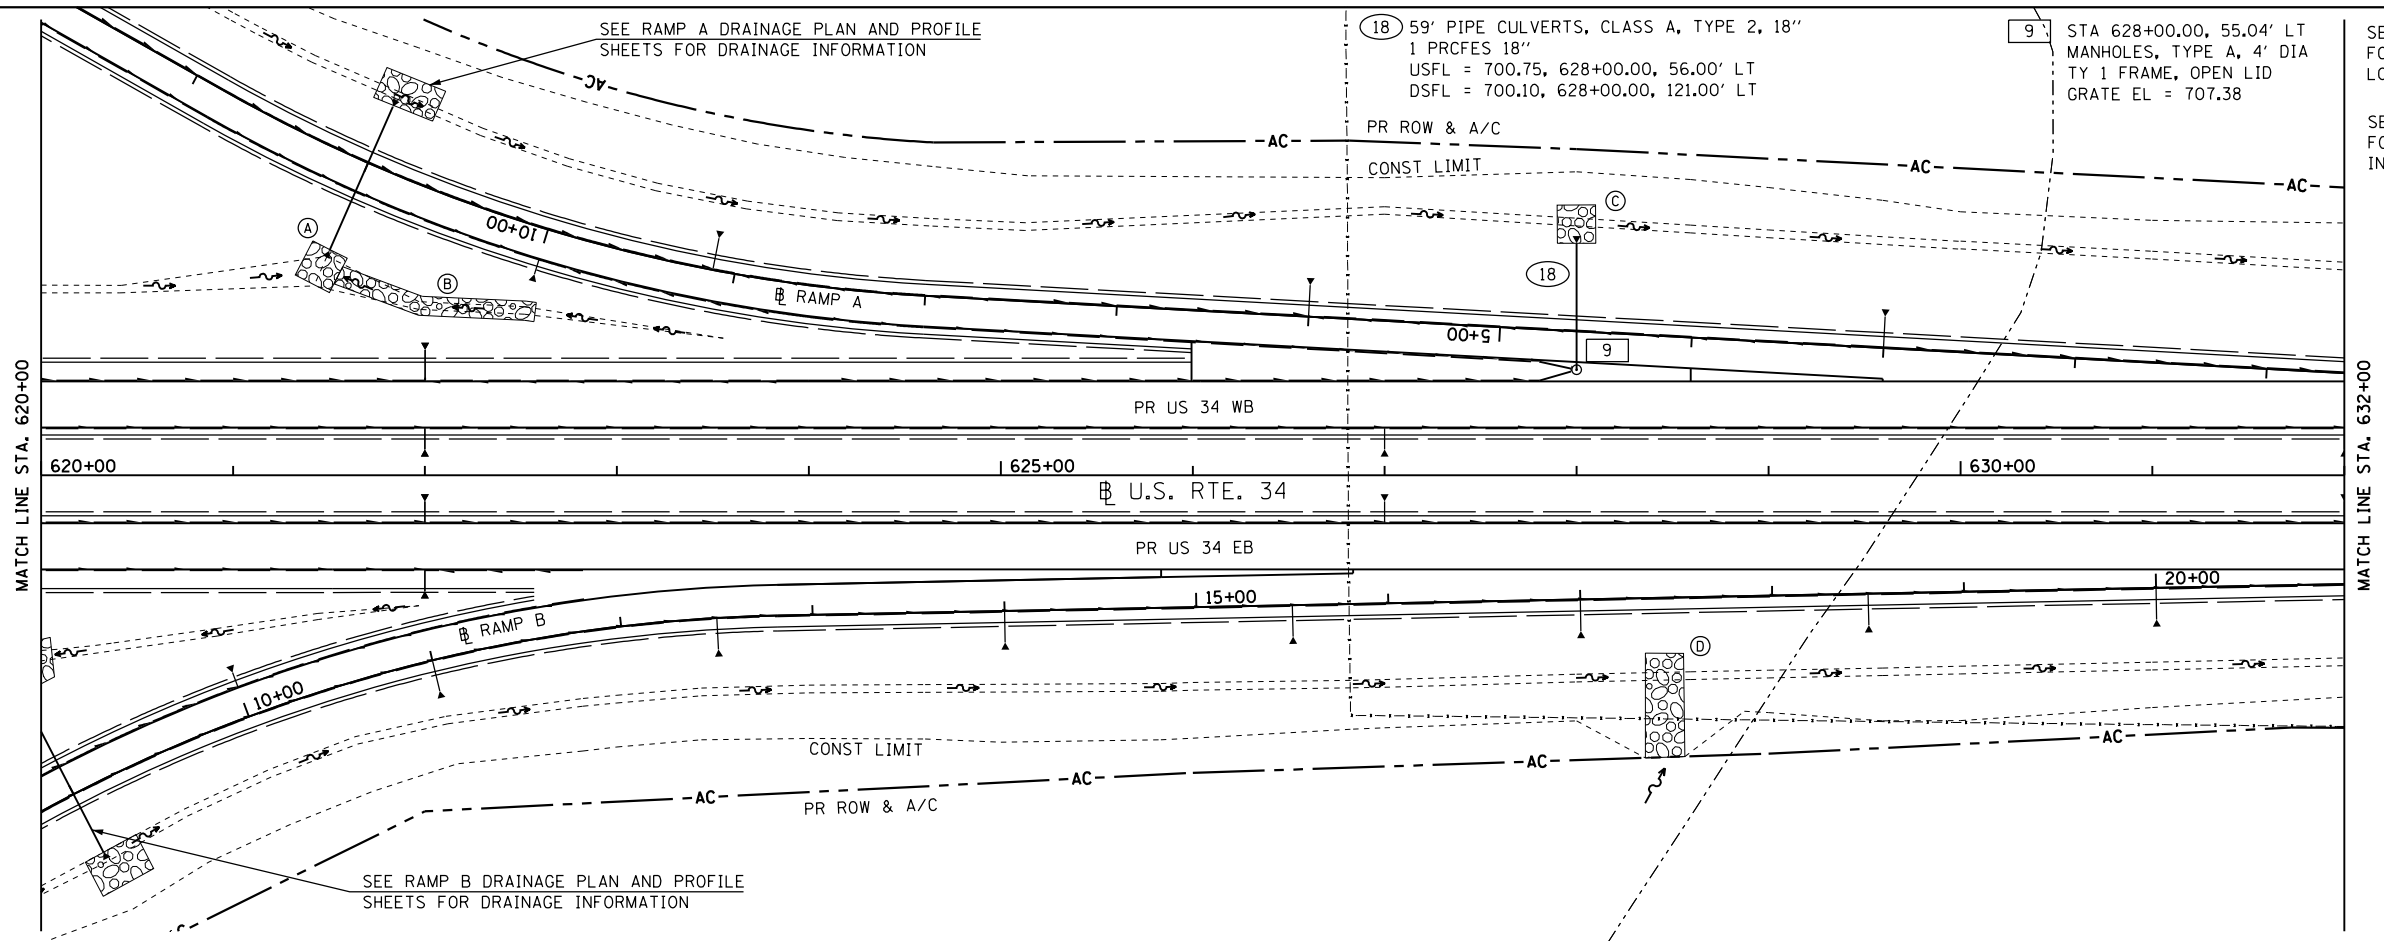 SEE RAMP A DRAINAGE PLAN AND PROFILE
SHEETS FOR DRAINAGE INFORMATION
18
59' PIPE CULVERTS, CLASS A, TYPE 2, 18''
1 PRCFES 18''
USFL = 700.75, 628+00.00, 56.00' LT
DSFL = 700.10, 628+00.00, 121.00' LT
9
STA 628+00.00, 55.04' LT
MANHOLES, TYPE A, 4' DIA
TY 1 FRAME, OPEN LID
GRATE EL = 707.38
AC
PR ROW & A/C
AC
AC
AC
CONST LIMIT
A
10+00
C
B
18
RAMP A
5+00
9
MATCH LINE STA. 620+00
MATCH LINE STA. 632+00
PR US 34 WB
620+00
625+00
630+00
U.S. RTE. 34
PR US 34 EB
15+00
20+00
RAMP B
10+00
D
CONST LIMIT
AC
AC
AC
AC
PR ROW & A/C
SEE RAMP B DRAINAGE PLAN AND PROFILE
SHEETS FOR DRAINAGE INFORMATION